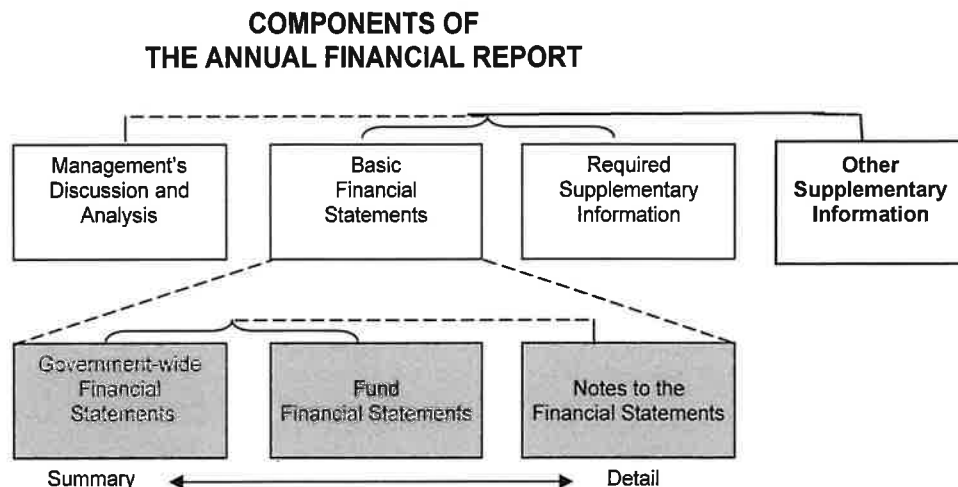 COMPONENTS OF
THE ANNUAL FINANCIAL REPORT
Management's
Discussion and
Analysis
Basic
Financial
Statements
Required
Supplementary
Information
Other
Supplementary
Information
Government-wide
Financial
Statements
Fund
Financial Statements
Notes to the
Financial Statements
Summary
Detail